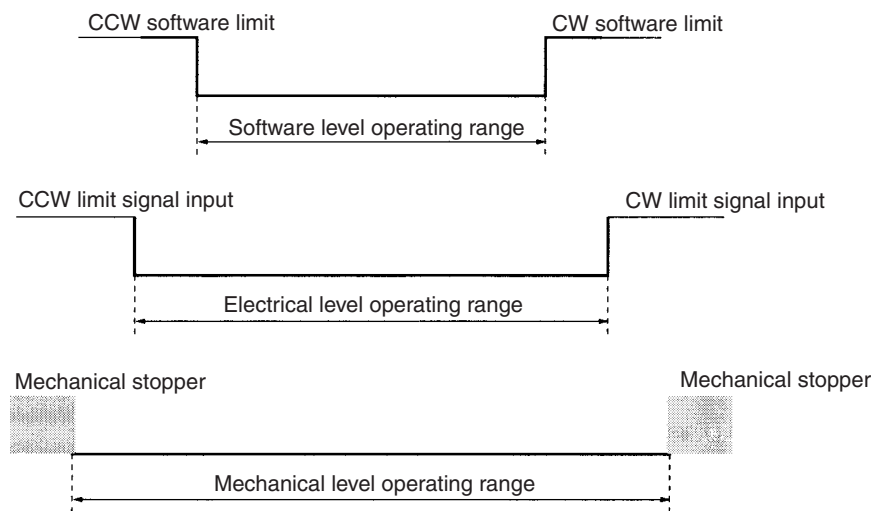 CCW software limit
CW software limit
Software level operating range
CCW limit signal input
CW limit signal input
Electrical level operating range
Mechanical stopper
Mechanical stopper
Mechanical level operating range